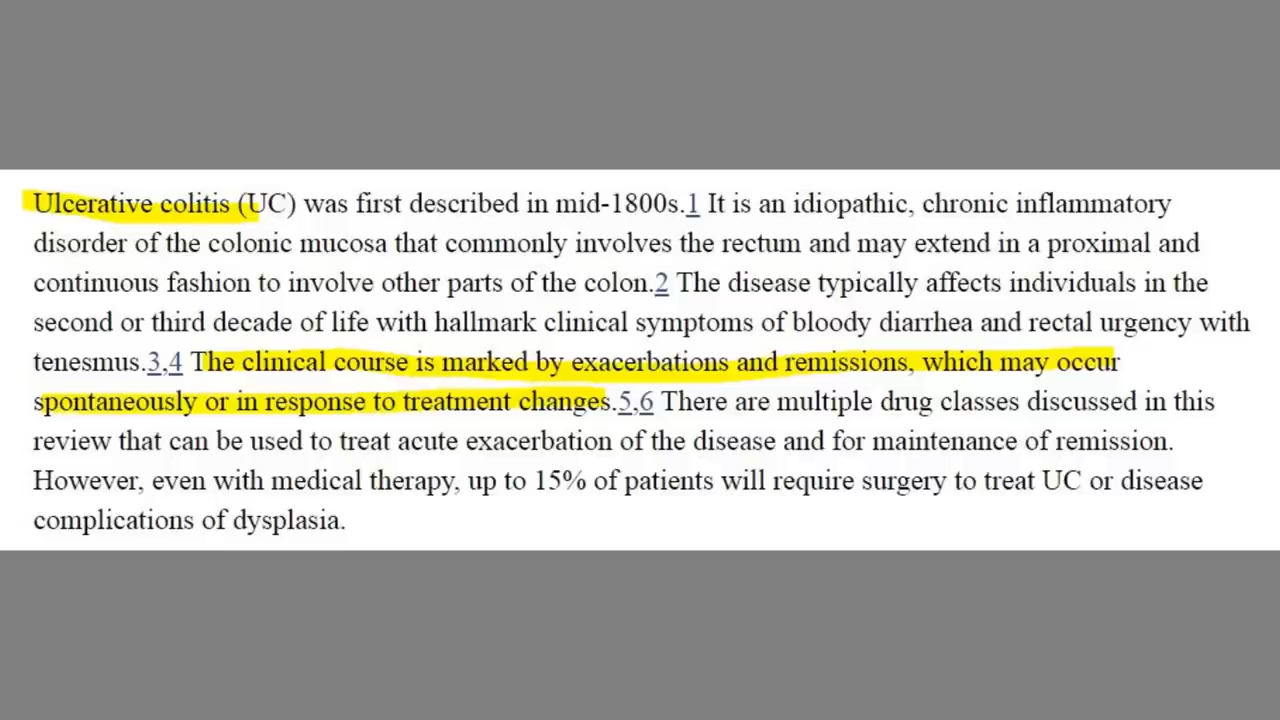 Ulcerative colitis (UC) was first described in mid-1800s.1 It is an idiopathic, chronic inflammatory
disorder of the colonic mucosa that commonly involves the rectum and may extend in a proximal and
continuous fashion to involve other parts of the colon.2 The disease typically affects individuals in the
second or third decade of life with hallmark clinical symptoms of bloody diarrhea and rectal urgency with
tenesmus.3,4 The clinical course is marked by exacerbations and remissions, which may occur
spontaneously or in response to treatment changes.5,6 There are multiple drug classes discussed in this
review that can be used to treat acute exacerbation of the disease and for maintenance of remission.
However, even with medical therapy, up to 15% of patients will require surgery to treat UC or disease
complications of dysplasia.